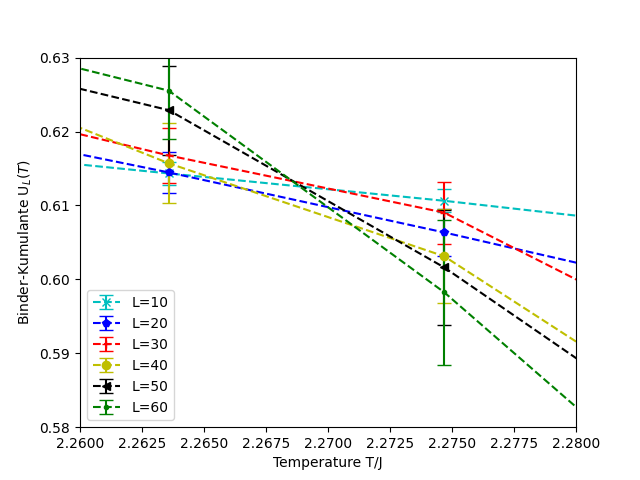 0.63
0.62
0.61
0.60
0.59
0.58
Binder-Kumulante U_L(T)
L=10
L=20
L=30
L=40
L=50
L=60
2.2600 2.2625 2.2650 2.2675 2.2700 2.2725 2.2750 2.2775 2.2800
Temperature T/J